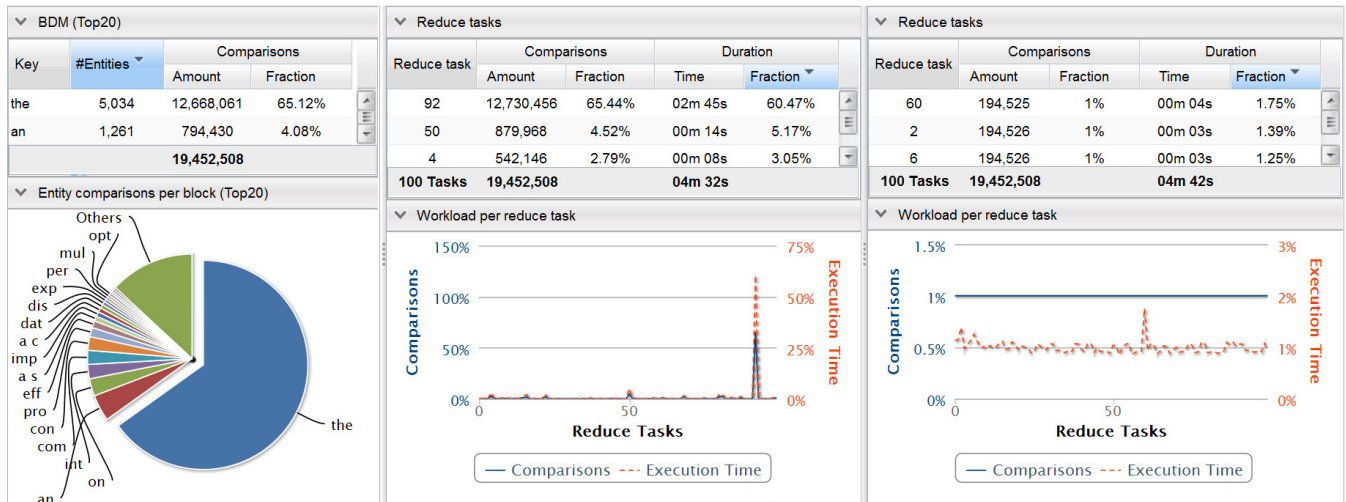 BDM (Top20)
Key #Entities Comparisons
Amount Fraction
the 5,034 12,668,061 65.12%
an 1,261 794,430 4.08%
19,452,508
Entity comparisons per block (Top20)
Others
opt
mul
per
exp
dis
dat
a c
imp
a s
eff
pro
con
com
int
on
an
the
Reduce tasks
Reduce task Comparisons Duration
Amount Fraction Time Fraction
92 12,730,456 65.44% 02m 45s 60.47%
50 879,968 4.52% 00m 14s 5.17%
4 542,146 2.79% 00m 08s 3.05%
100 Tasks 19,452,508 04m 32s
Workload per reduce task
150% 75%
100% 50%
50% 25%
0% 0%
Comparisons
Execution Time
0 50
Reduce Tasks
Comparisons Execution Time
Reduce tasks
Reduce task Comparisons Duration
Amount Fraction Time Fraction
60 194,525 1% 00m 04s 1.75%
2 194,526 1% 00m 03s 1.39%
6 194,526 1% 00m 03s 1.25%
100 Tasks 19,452,508 04m 42s
Workload per reduce task
1.5% 3%
1% 2%
0.5% 1%
0% 0%
Comparisons
Execution Time
0 50
Reduce Tasks
Comparisons Execution Time